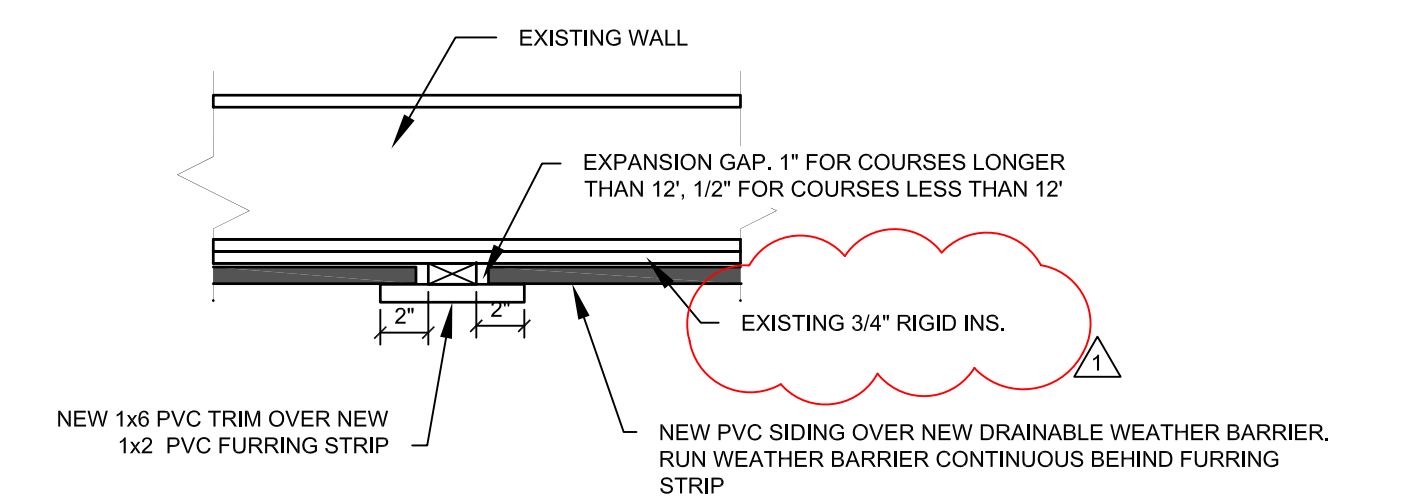 EXISTING WALL
EXPANSION GAP. 1" FOR COURSES LONGER
THAN 12', 1/2" FOR COURSES LESS THAN 12'
2"
2"
EXISTING 3/4" RIGID INS.
1
NEW 1x6 PVC TRIM OVER NEW
1x2 PVC FURRING STRIP
NEW PVC SIDING OVER NEW DRAINABLE WEATHER BARRIER.
RUN WEATHER BARRIER CONTINUOUS BEHIND FURRING
STRIP